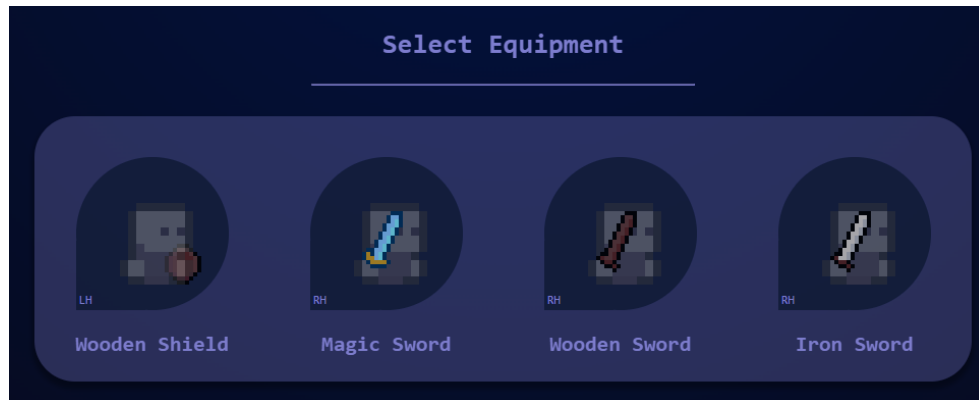 Select Equipment
LH
RH
RH
RH
Wooden Shield
Magic Sword
Wooden Sword
Iron Sword